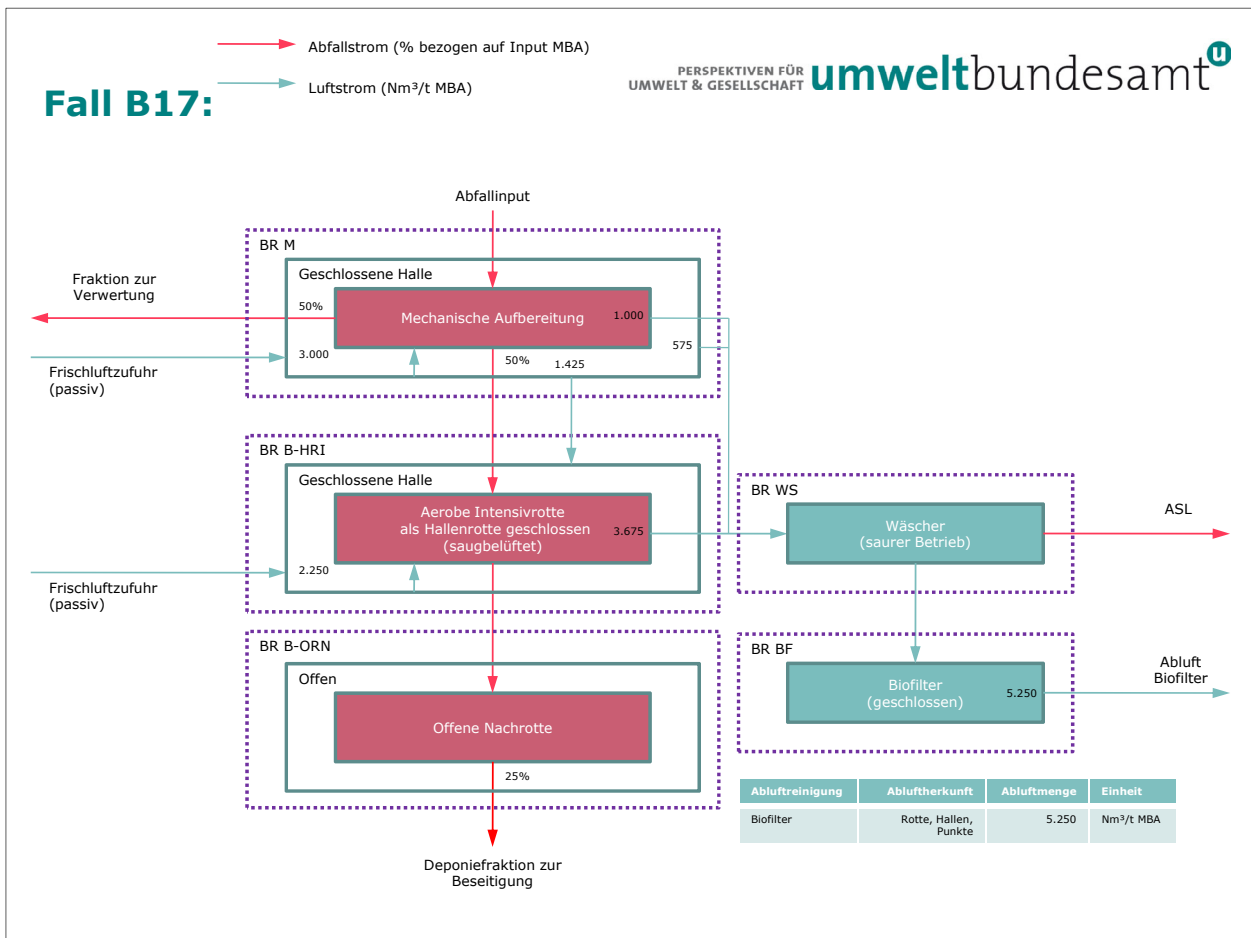 Abfallstrom (% bezogen auf Input MBA)
Luftstrom (Nm³/t MBA)
Fall B17:
PERSPEKTIVEN FÜR
UMWELT & GESELLSCHAFT
umweltbundesamt
u
Abfallinput
BR M
Geschlossene Halle
Fraktion zur
Verwertung
50%
Mechanische Aufbereitung
1.000
575
3.000
50%
1.425
Frischluftzufuhr
(passiv)
BR B-HRI
Geschlossene Halle
Aerobe Intensivrotte
als Hallenrotte geschlossen
(saugbelüftet)
3.675
2.250
Frischluftzufuhr
(passiv)
BR WS
Wäscher
(saurer Betrieb)
ASL
BR B-ORN
Offen
Offene Nachrotte
25%
Deponiefraktion zur
Beseitigung
BR BF
Biofilter
(geschlossen)
5.250
Abluft
Biofilter
Abluftreinigung Abluftherkunft Abluftmenge Einheit
Biofilter Rotte, Hallen, 5.250 Nm³/t MBA
Punkte